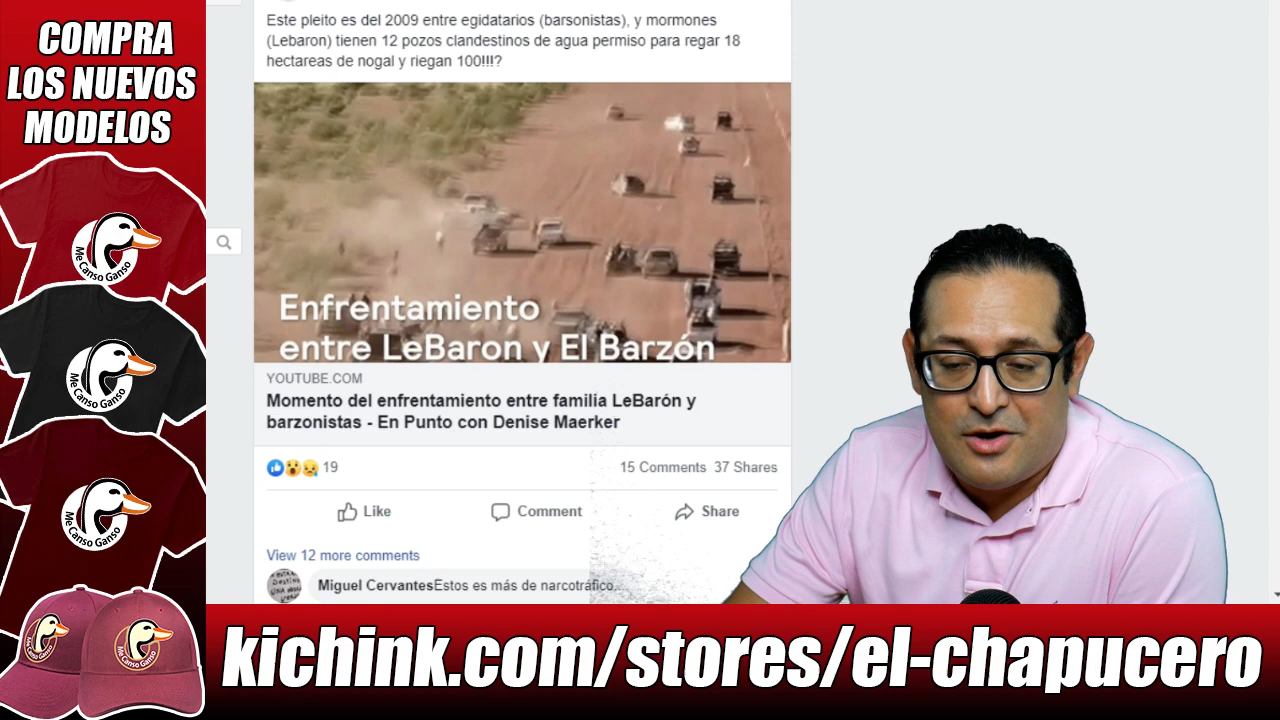 COMPRA
LOS NUEVOS
MODELOS
Me Canso Ganso
Me Canso Ganso
Me Canso Ganso
Me Canso Ganso
Me Canso Ganso
Este pleito es del 2009 entre egidatarios (barsonistas), y mormones
(Lebaron) tienen 12 pozos clandestinos de agua permiso para regar 18
hectareas de nogal y riegan 100!!!?
Enfrentamiento
entre LeBaron y El Barzón
YOUTUBE.COM
Momento del enfrentamiento entre familia LeBarón y
barzonistas - En Punto con Denise Maerker
19
15 Comments 37 Shares
Like Comment Share
View 12 more comments
Miguel CervantesEstos es más de narcotráfico...
kichink.com/stores/el-chapucero